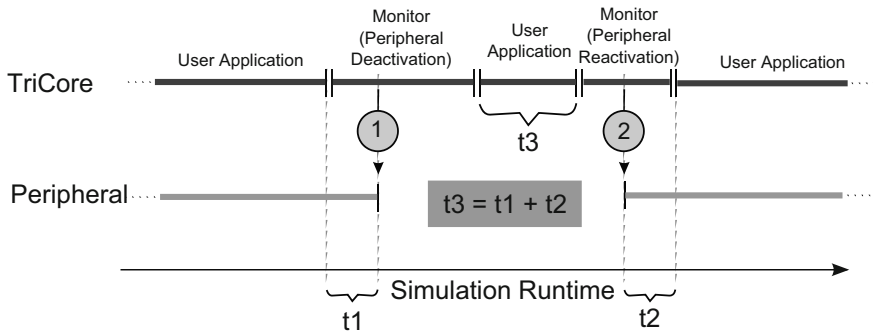 Monitor
(Peripheral
Deactivation)
User
Application
Monitor
(Peripheral
Reactivation)
User Application
User Application
TriCore
1
t3
2
Peripheral
t3 = t1 + t2
Simulation Runtime
t1
t2